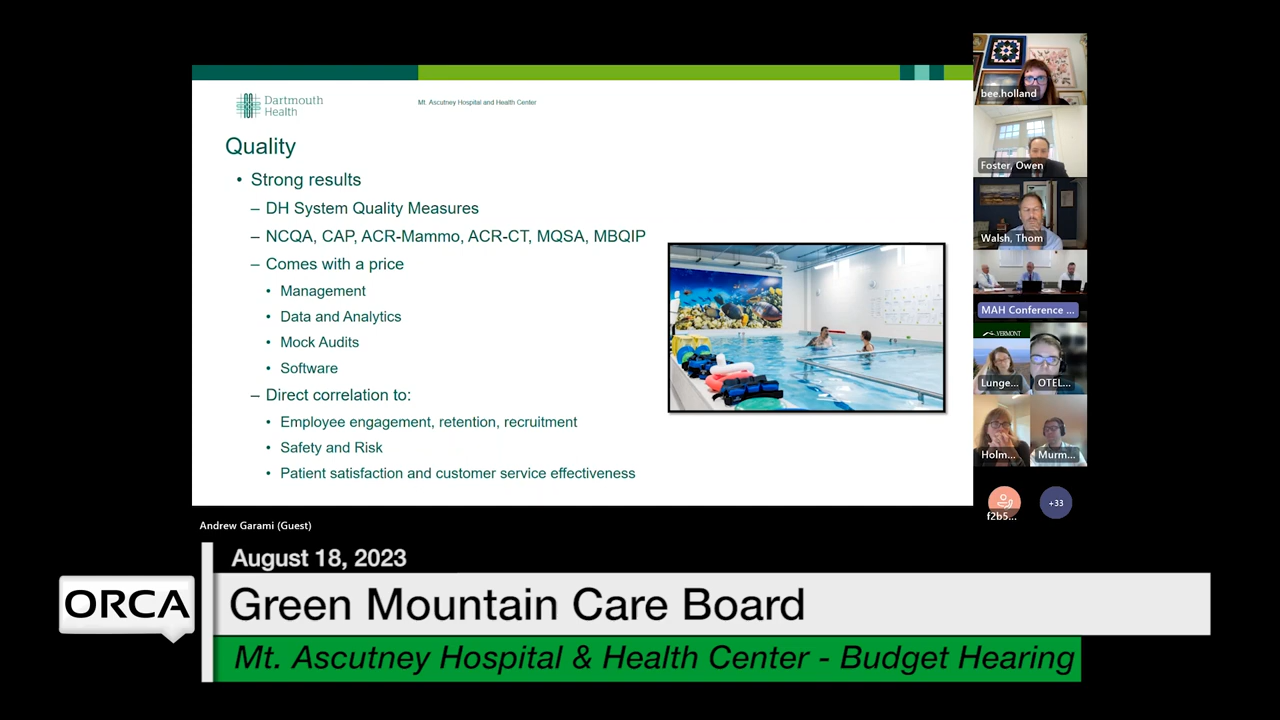 Dartmouth
Health
Mt. Ascutney Hospital and Health Center
Quality
• Strong results
– DH System Quality Measures
– NCQA, CAP, ACR-Mammo, ACR-CT, MQSA, MBQIP
– Comes with a price
• Management
• Data and Analytics
• Mock Audits
• Software
– Direct correlation to:
• Employee engagement, retention, recruitment
• Safety and Risk
• Patient satisfaction and customer service effectiveness
bee.holland
Foster, Owen
Walsh, Thom
MAH Conference ...
VERMONT
Lunge...
OTEL...
Holm...
Murm...
f2b5...
+33
Andrew Garami (Guest)
August 18, 2023
ORCA
Green Mountain Care Board
Mt. Ascutney Hospital & Health Center - Budget Hearing